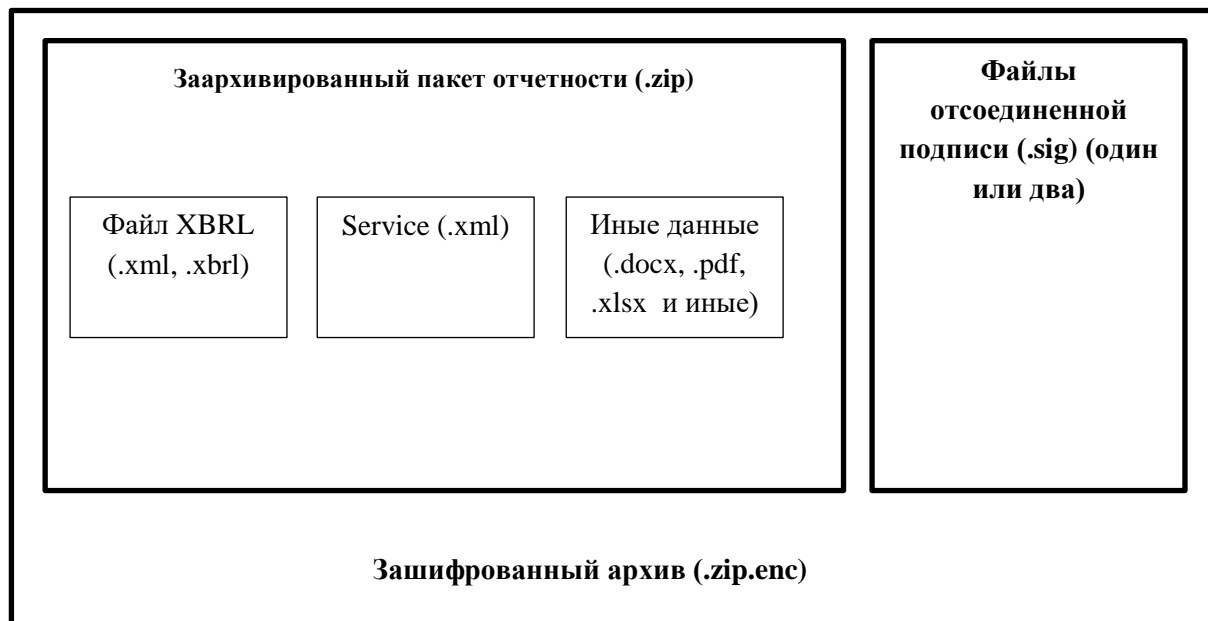 Заархивированный пакет отчетности (.zip)
Файл XBRL
(.xml, .xbrl)
Service (.xml)
Иные данные
(.docx, .pdf,
.xlsx и иные)
Файлы
отсоединенной
подписи (.sig) (один
или два)
Зашифрованный архив (.zip.enc)